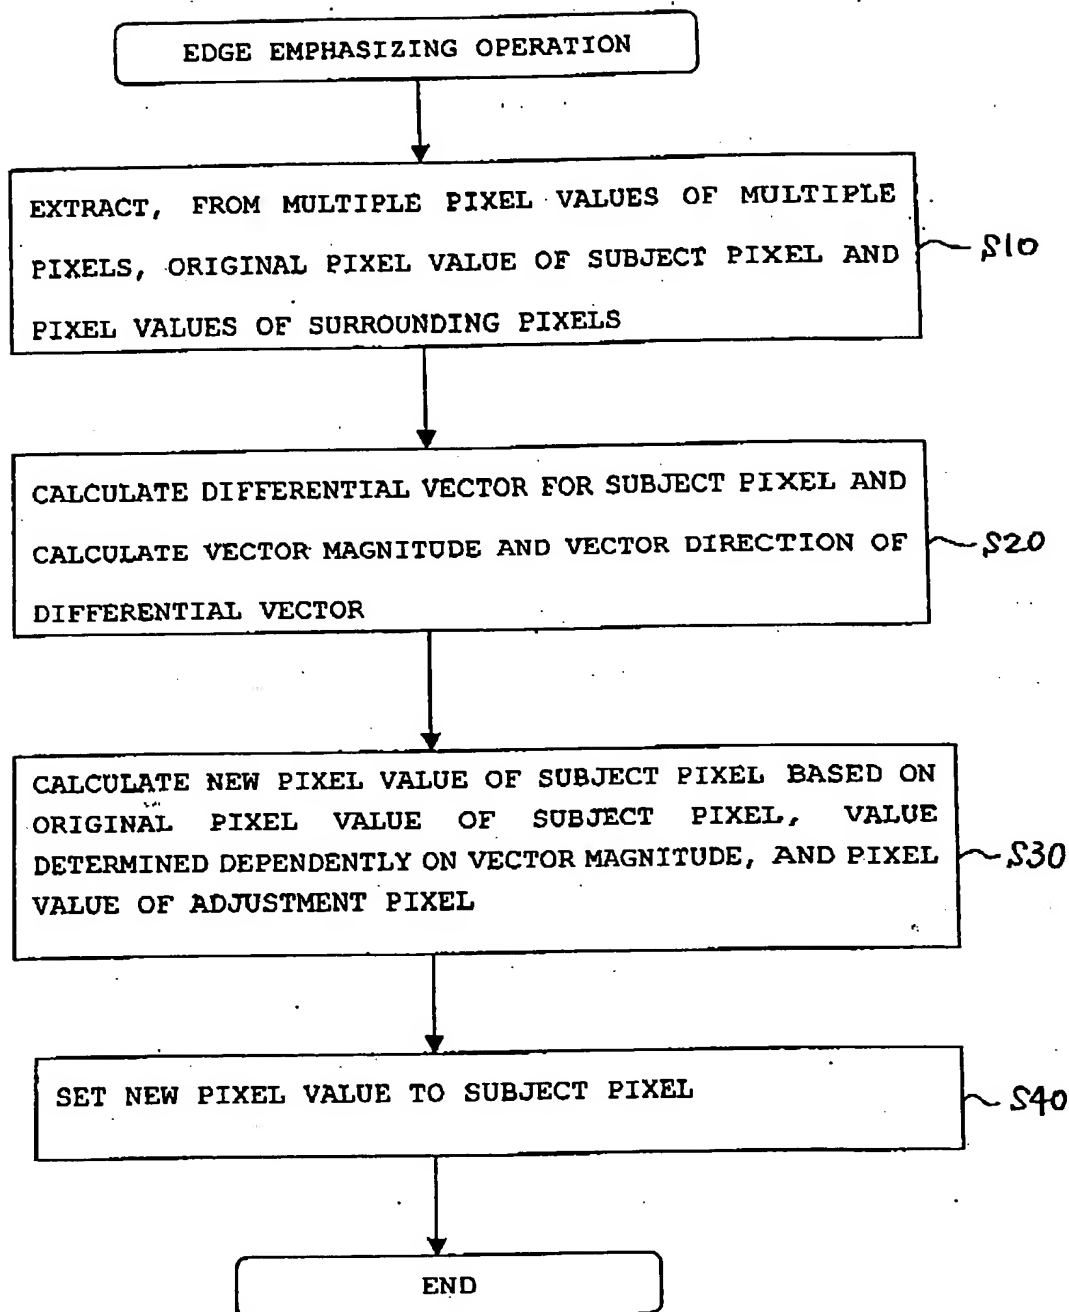 EDGE EMPHASIZING OPERATION
EXTRACT, FROM MULTIPLE PIXEL VALUES OF MULTIPLE
PIXELS, ORIGINAL PIXEL VALUE OF SUBJECT PIXEL AND
PIXEL VALUES OF SURROUNDING PIXELS
S10
CALCULATE DIFFERENTIAL VECTOR FOR SUBJECT PIXEL AND
CALCULATE VECTOR MAGNITUDE AND VECTOR DIRECTION OF
DIFFERENTIAL VECTOR
S20
CALCULATE NEW PIXEL VALUE OF SUBJECT PIXEL BASED ON
ORIGINAL PIXEL VALUE OF SUBJECT PIXEL, VALUE
DETERMINED DEPENDENTLY ON VECTOR MAGNITUDE, AND PIXEL
VALUE OF ADJUSTMENT PIXEL
S30
SET NEW PIXEL VALUE TO SUBJECT PIXEL
S40
END